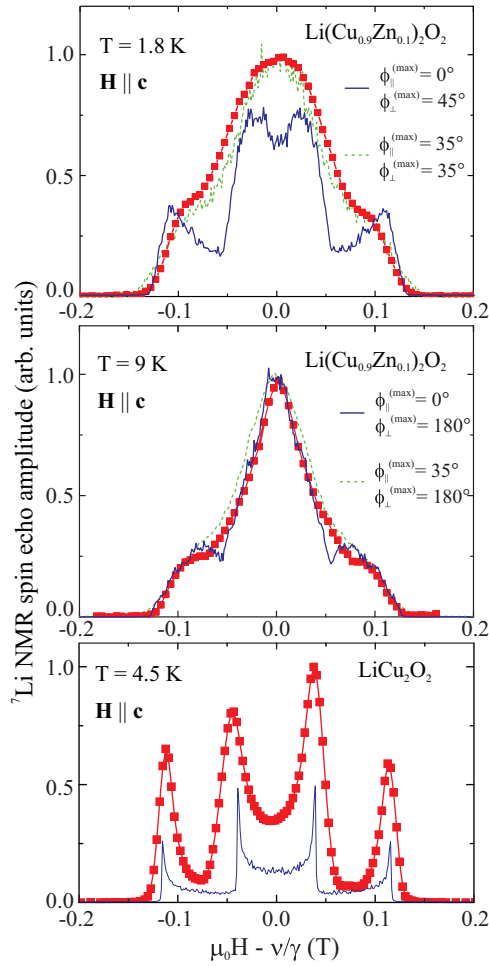 T = 1.8 K
Li(Cu₀.₉Zn₀.₁)₂O₂
H || c
ϕ||(max) = 0°
ϕ⊥(max) = 45°
ϕ||(max) = 35°
ϕ⊥(max) = 35°
1.0
0.5
0.0
-0.2 -0.1 0.0 0.1 0.2
T = 9 K
Li(Cu₀.₉Zn₀.₁)₂O₂
H || c
ϕ||(max) = 0°
ϕ⊥(max) = 180°
ϕ||(max) = 35°
ϕ⊥(max) = 180°
1.0
0.5
0.0
-0.2 -0.1 0.0 0.1 0.2
T = 4.5 K
LiCu₂O₂
H || c
1.0
0.5
0.0
-0.2 -0.1 0.0 0.1 0.2
μ₀H - ν/γ (T)
⁷Li NMR spin echo amplitude (arb. units)